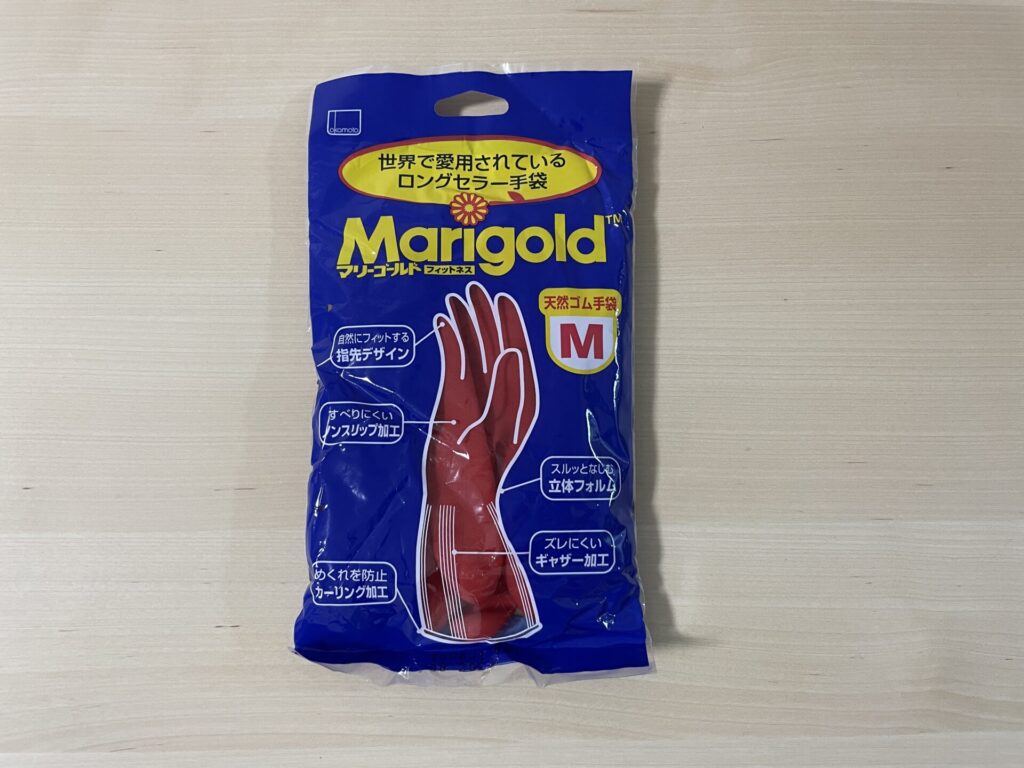 okamoto
世界で愛用されている
ロングセラー手袋
Marigold™
マリーゴールド フィットネス
天然ゴム手袋
M
自然にフィットする
指先デザイン
すべりにくい
ノンスリップ加工
スルッとなじむ
立体フォルム
ズレにくい
ギャザー加工
めくれを防止
カーリング加工